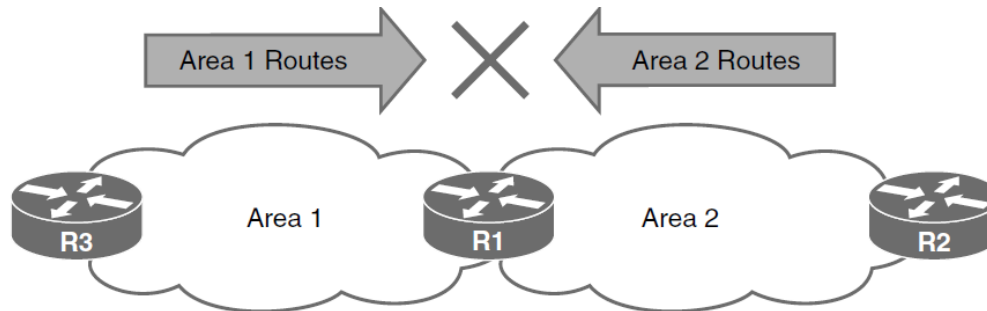 Area 1 Routes
Area 2 Routes
Area 1
Area 2
R3
R1
R2